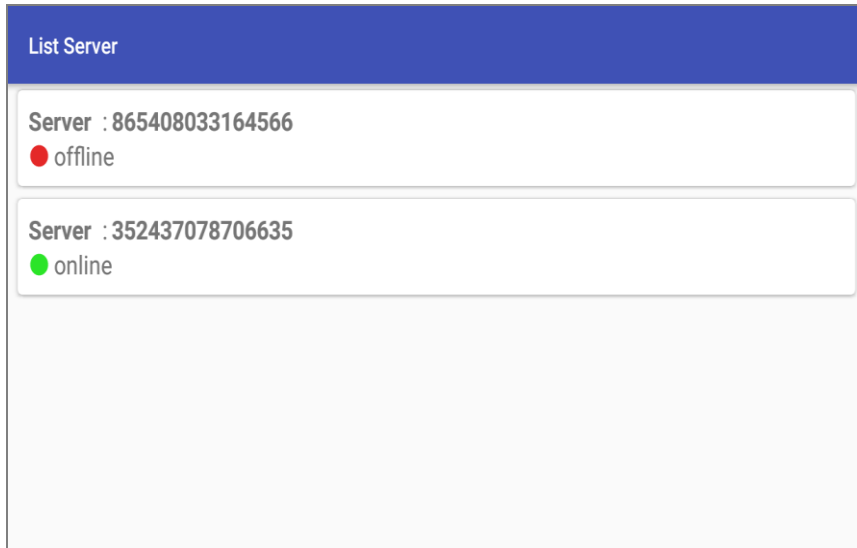 List Server
Server : 865408033164566
offline
Server : 352437078706635
online